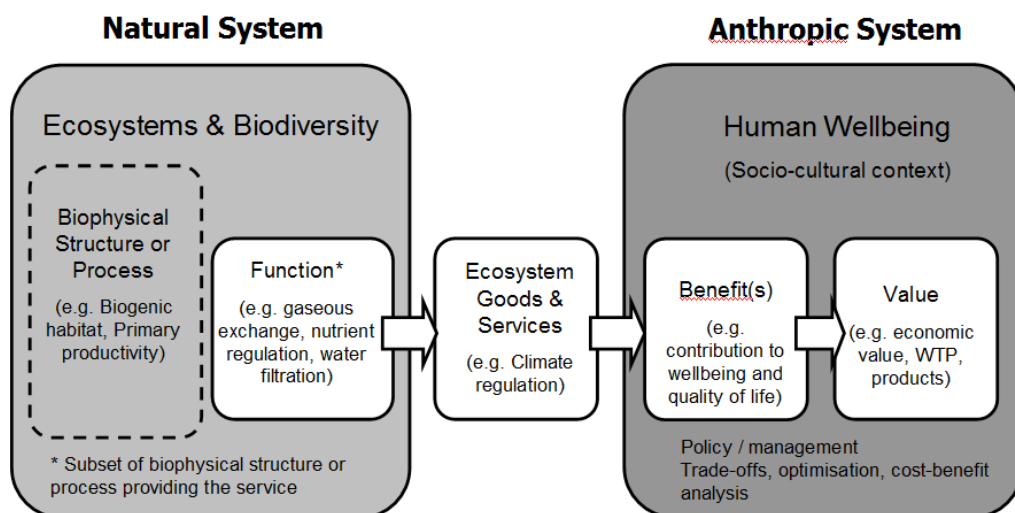 Natural System
Anthropic System
Ecosystems & Biodiversity
Biophysical
Structure or
Process
(e.g. Biogenic
habitat, Primary
productivity)
Function*
(e.g. gaseous
exchange, nutrient
regulation, water
filtration)
* Subset of biophysical structure or
process providing the service
Ecosystem
Goods &
Services
(e.g. Climate
regulation)
Human Wellbeing
(Socio-cultural context)
Benefit(s)
(e.g.
contribution to
wellbeing and
quality of life)
Value
(e.g. economic
value, WTP,
products)
Policy / management
Trade-offs, optimisation, cost-benefit
analysis